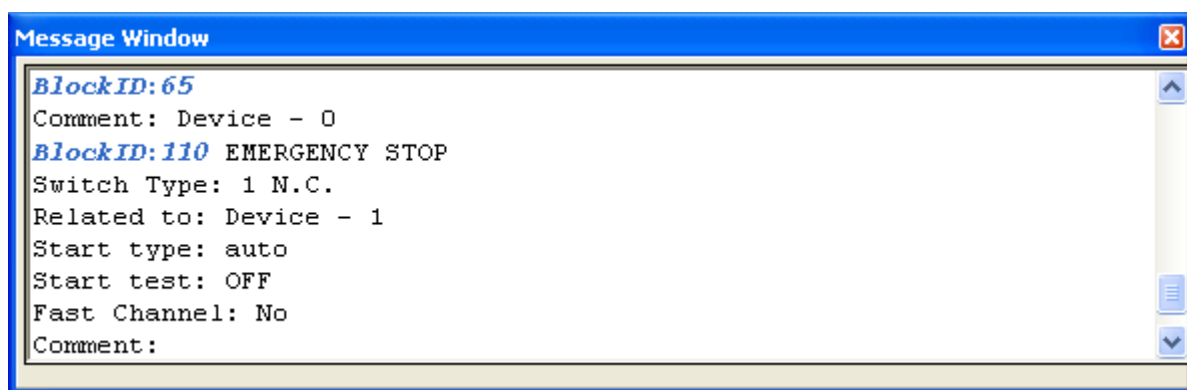 Message Window
BlockID:65
Comment: Device - 0
BlockID:110 EMERGENCY STOP
Switch Type: 1 N.C.
Related to: Device - 1
Start type: auto
Start test: OFF
Fast Channel: No
Comment: